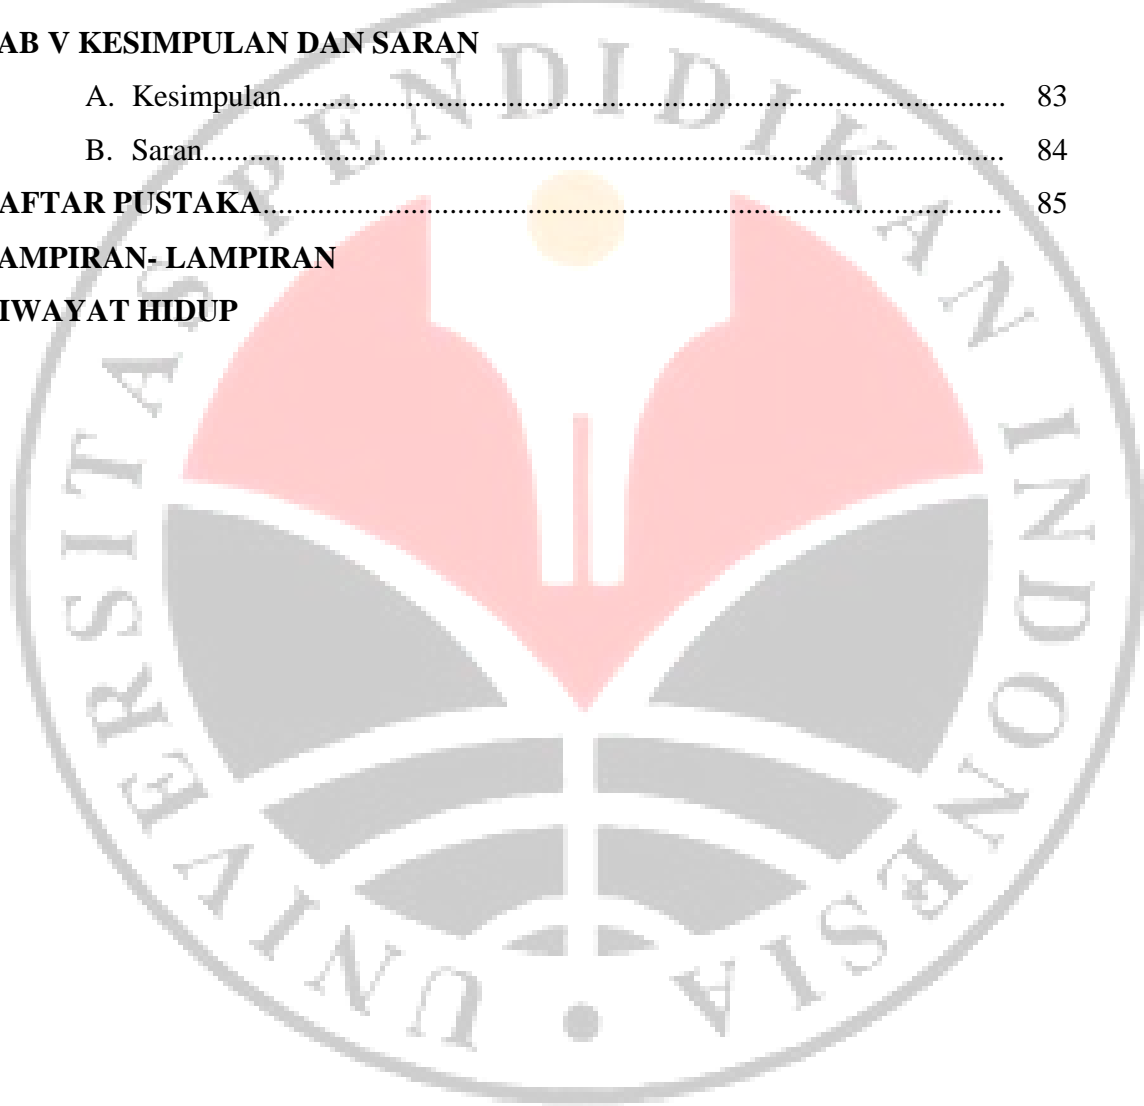 AB V KESIMPULAN DAN SARAN
A. Kesimpulan........................................................................................... 83
B. Saran..................................................................................................... 84
AFTAR PUSTAKA............................................................................................. 85
AMPIRAN- LAMPIRAN
IWAYAT HIDUP
UNIVERSITAS PENDIDIKAN INDONESIA